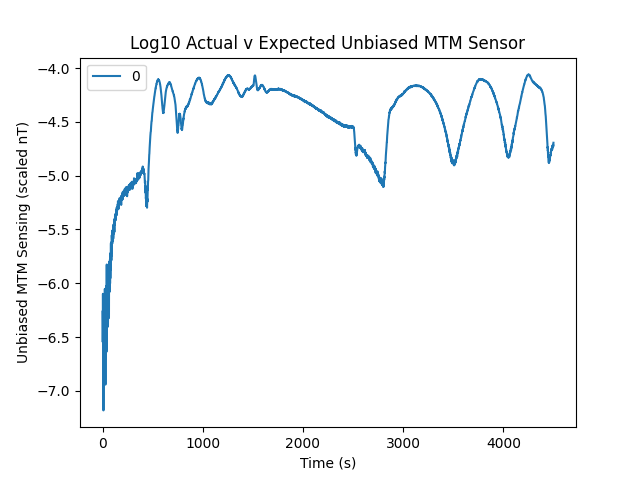 Log10 Actual v Expected Unbiased MTM Sensor
0
Unbiased MTM Sensing (scaled nT)
−4.0
−4.5
−5.0
−5.5
−6.0
−6.5
−7.0
0 1000 2000 3000 4000
Time (s)